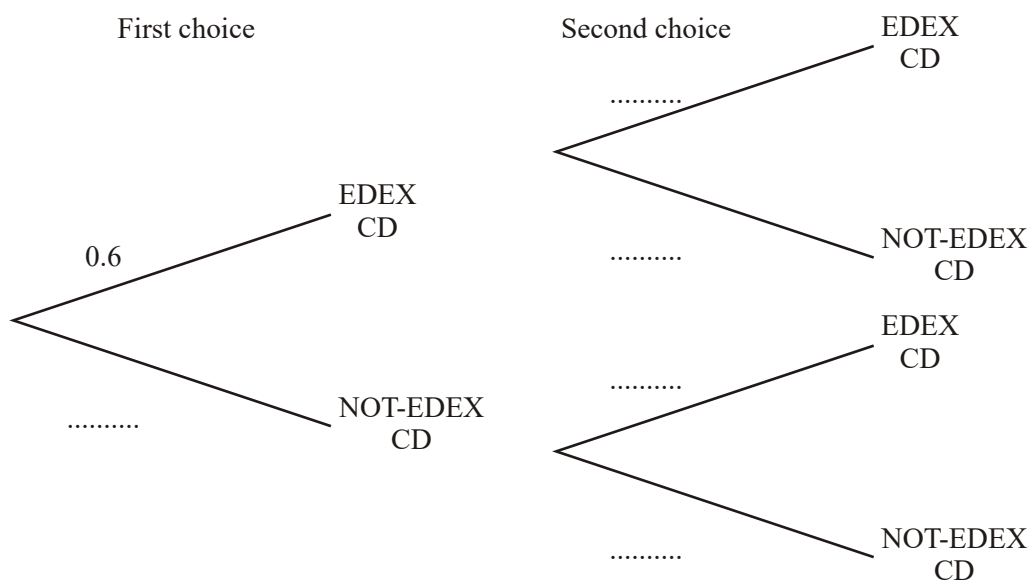 First choice
Second choice
EDEX
CD
..........
EDEX
CD
0.6
NOT-EDEX
CD
..........
EDEX
CD
..........
NOT-EDEX
CD
..........
NOT-EDEX
CD
..........